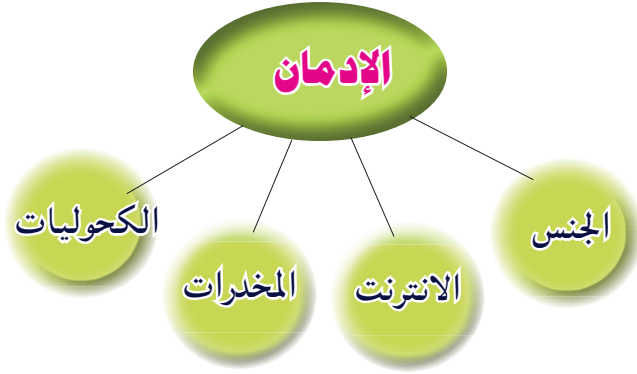 الإدمان
الجنس
الانترنت
المخدرات
الكحوليات